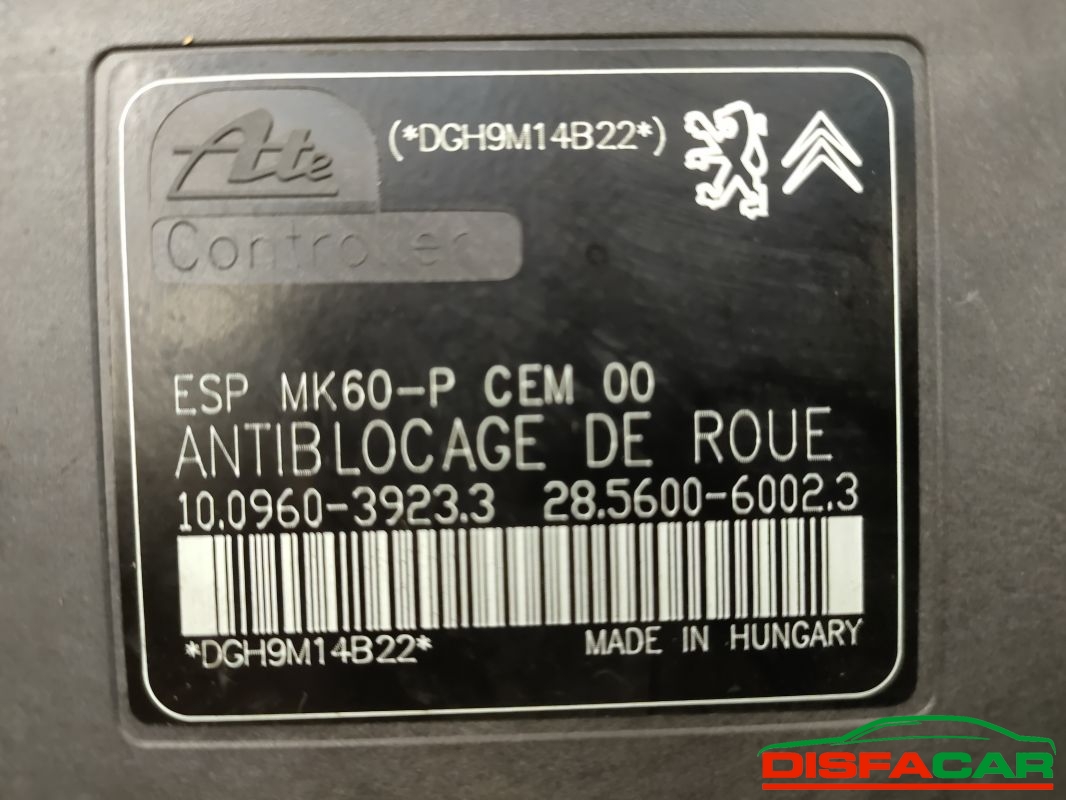 Ate
(*DGH9M14B22*)
Controller
ESP MK60-P CEM 00
ANTIBLOCAGE DE ROUE
10.0960-3923.3 28.5600-6002.3
*DGH9M14B22*
MADE IN HUNGARY
DISFACAR